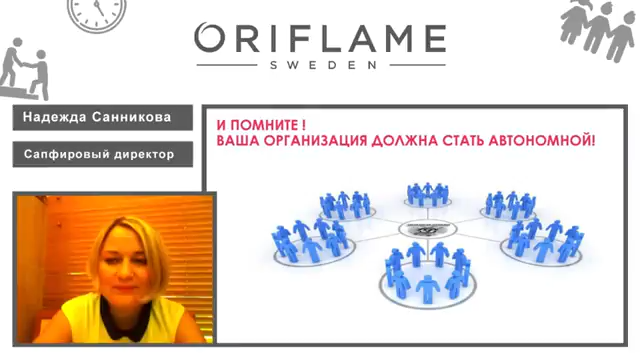 ORIFLAME
SWEDEN
Надежда Санникова
Сапфировый директор
И ПОМНИТЕ !
ВАША ОРГАНИЗАЦИЯ ДОЛЖНА СТАТЬ АВТОНОМНОЙ!